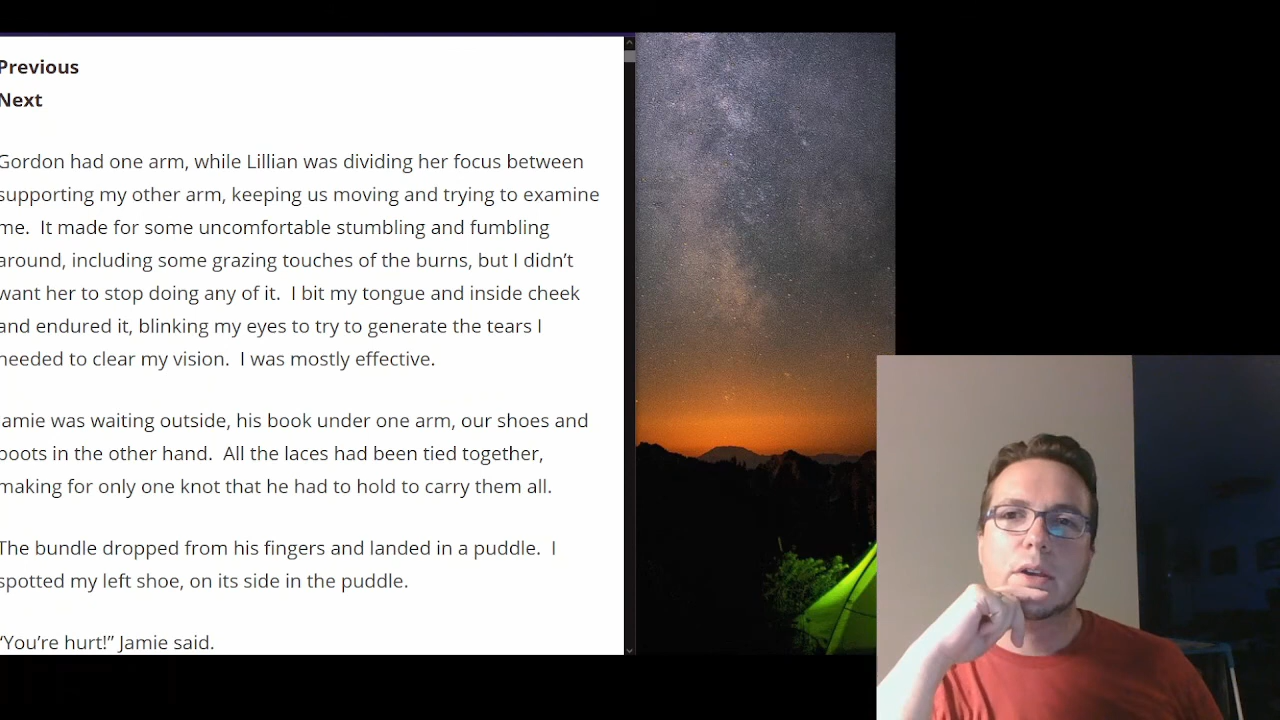 Previous
Next
Gordon had one arm, while Lillian was dividing her focus between
supporting my other arm, keeping us moving and trying to examine
me.  It made for some uncomfortable stumbling and fumbling
around, including some grazing touches of the burns, but I didn’t
want her to stop doing any of it.  I bit my tongue and inside cheek
and endured it, blinking my eyes to try to generate the tears I
needed to clear my vision.  I was mostly effective.
Jamie was waiting outside, his book under one arm, our shoes and
boots in the other hand.  All the laces had been tied together,
making for only one knot that he had to hold to carry them all.
The bundle dropped from his fingers and landed in a puddle.  I
spotted my left shoe, on its side in the puddle.
“You’re hurt!” Jamie said.